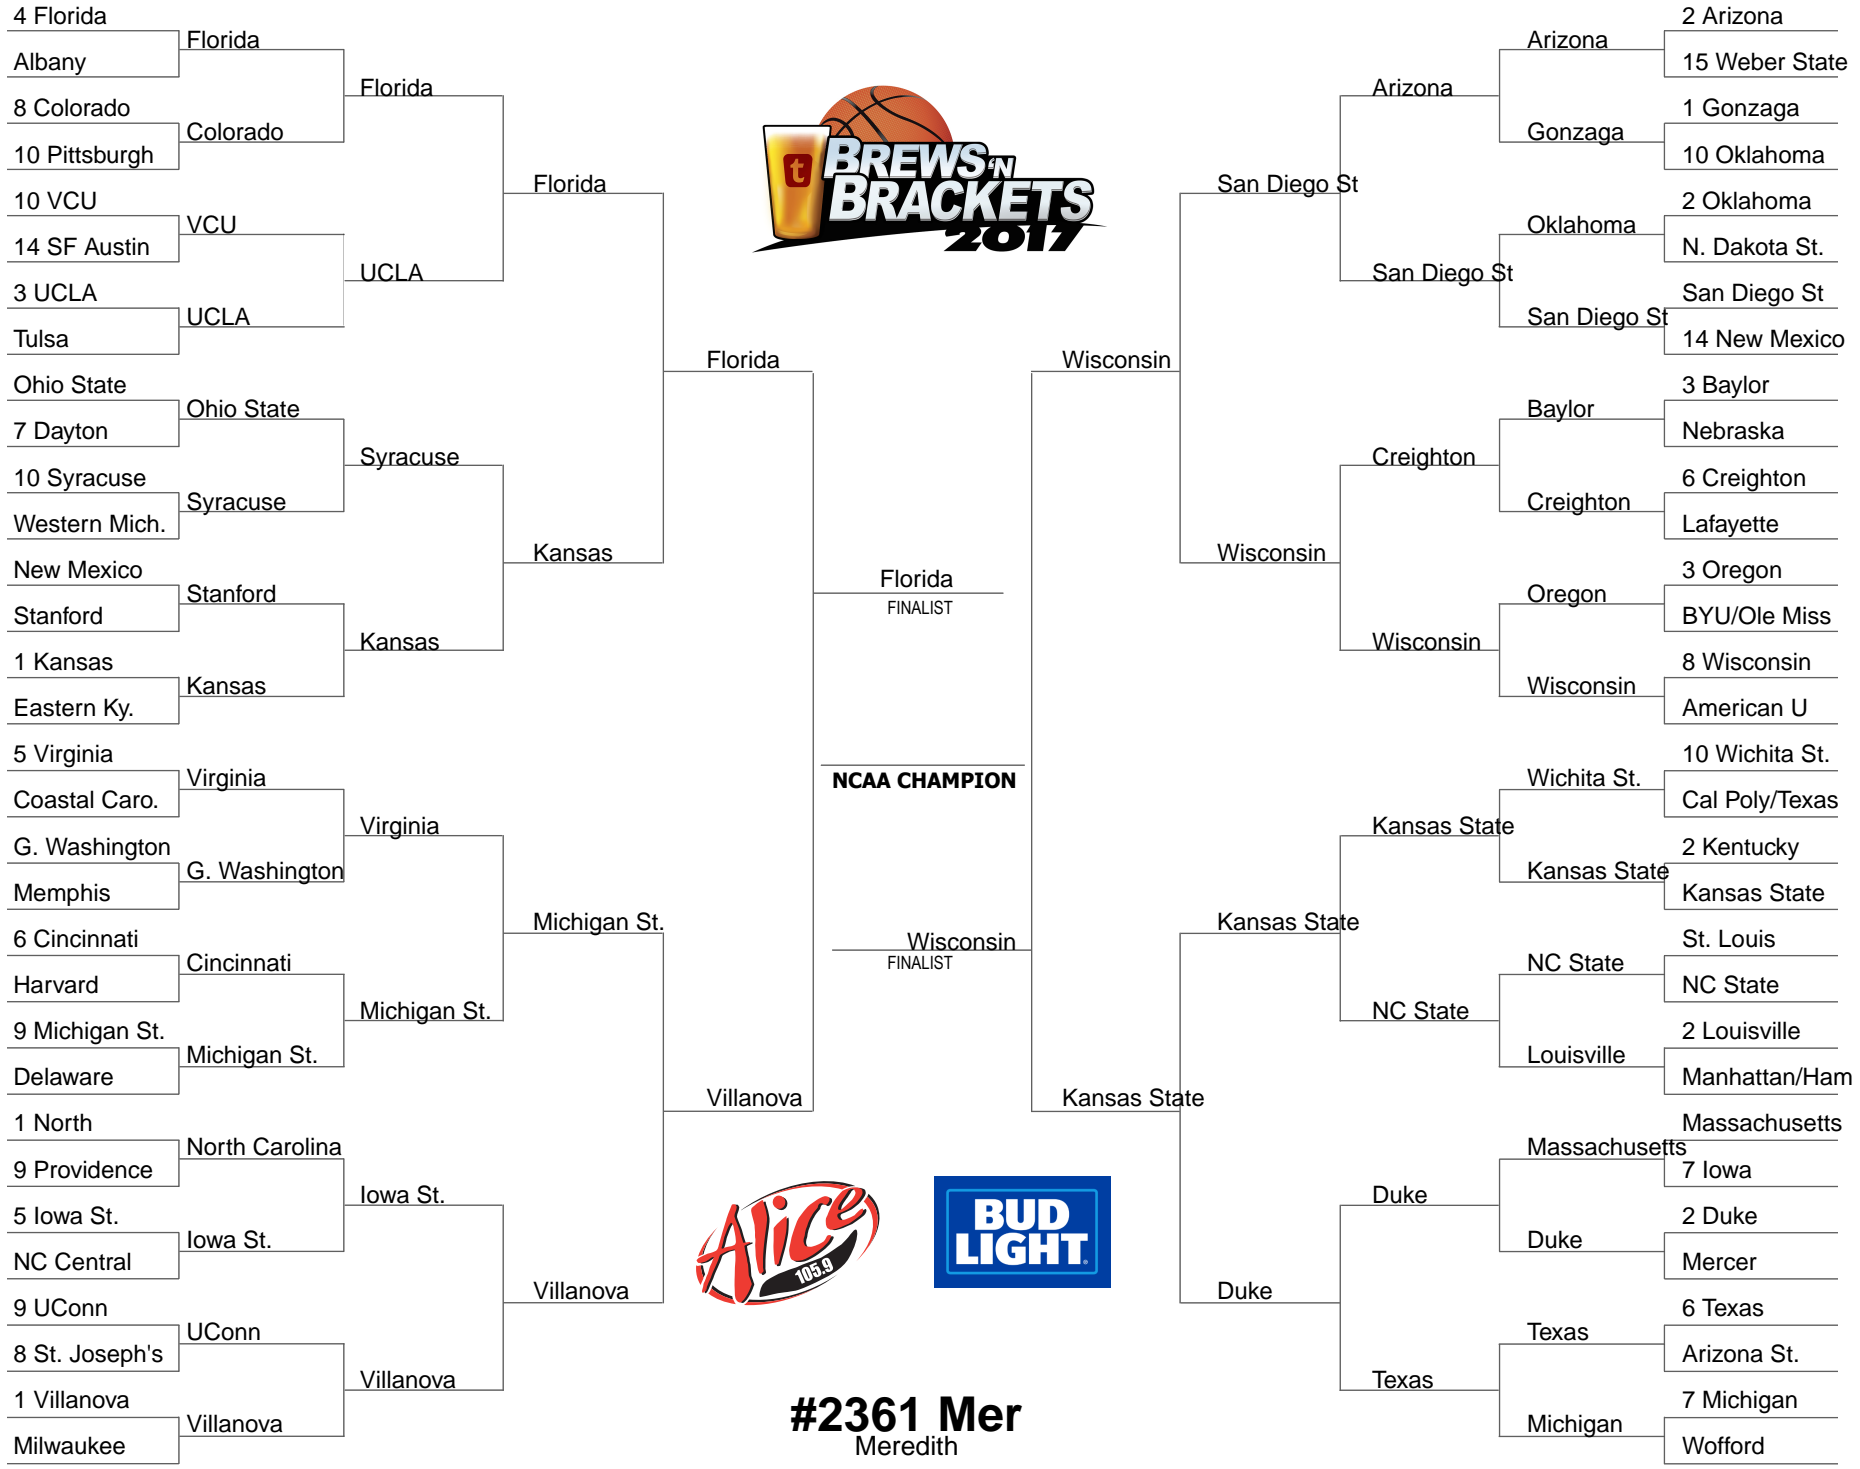 4 Florida
Albany
8 Colorado
10 Pittsburgh
10 VCU
14 SF Austin
3 UCLA
Tulsa
Ohio State
7 Dayton
10 Syracuse
Western Mich.
New Mexico
Stanford
1 Kansas
Eastern Ky.
5 Virginia
Coastal Caro.
G. Washington
Memphis
6 Cincinnati
Harvard
9 Michigan St.
Delaware
1 North
9 Providence
5 Iowa St.
NC Central
9 UConn
8 St. Joseph's
1 Villanova
Milwaukee
Florida
Colorado
VCU
UCLA
Ohio State
Syracuse
Stanford
Kansas
Virginia
G. Washington
Cincinnati
Michigan St.
North Carolina
Iowa St.
UConn
Villanova
Florida
UCLA
Syracuse
Kansas
Virginia
Michigan St.
Iowa St.
Villanova
Florida
Kansas
Michigan St.
Villanova
Florida
Villanova
t
BREWS 'N
BRACKETS
2017
Florida
FINALIST
NCAA CHAMPION
Wisconsin
FINALIST
Alice
105.9
BUD
LIGHT
#2361 Mer
Meredith
Wisconsin
Kansas State
San Diego St
Wisconsin
Kansas State
Duke
Arizona
San Diego St
Creighton
Wisconsin
Kansas State
NC State
Duke
Texas
Arizona
Gonzaga
Oklahoma
San Diego St
Baylor
Creighton
Oregon
Wisconsin
Wichita St.
Kansas State
NC State
Louisville
Massachusetts
Duke
Texas
Michigan
2 Arizona
15 Weber State
1 Gonzaga
10 Oklahoma
2 Oklahoma
N. Dakota St.
San Diego St
14 New Mexico
3 Baylor
Nebraska
6 Creighton
Lafayette
3 Oregon
BYU/Ole Miss
8 Wisconsin
American U
10 Wichita St.
Cal Poly/Texas
2 Kentucky
Kansas State
St. Louis
NC State
2 Louisville
Manhattan/Ham
Massachusetts
7 Iowa
2 Duke
Mercer
6 Texas
Arizona St.
7 Michigan
Wofford